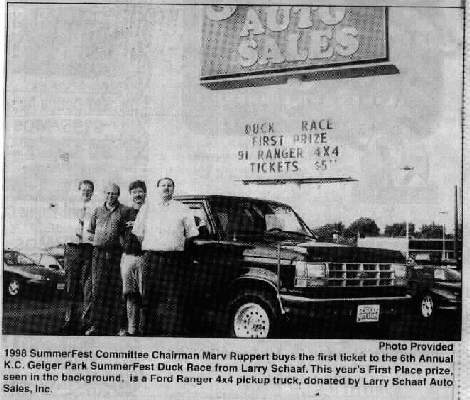 AUTO
SALES
DUCK RACE
FIRST PRIZE
91 RANGER 4X4
TICKETS $5
Photo Provided
1998 SummerFest Committee Chairman Marv Ruppert buys the first ticket to the 6th Annual
K.C. Geiger Park SummerFest Duck Race from Larry Schaaf. This year's First Place prize,
seen in the background, is a Ford Ranger 4x4 pickup truck, donated by Larry Schaaf Auto
Sales, Inc.